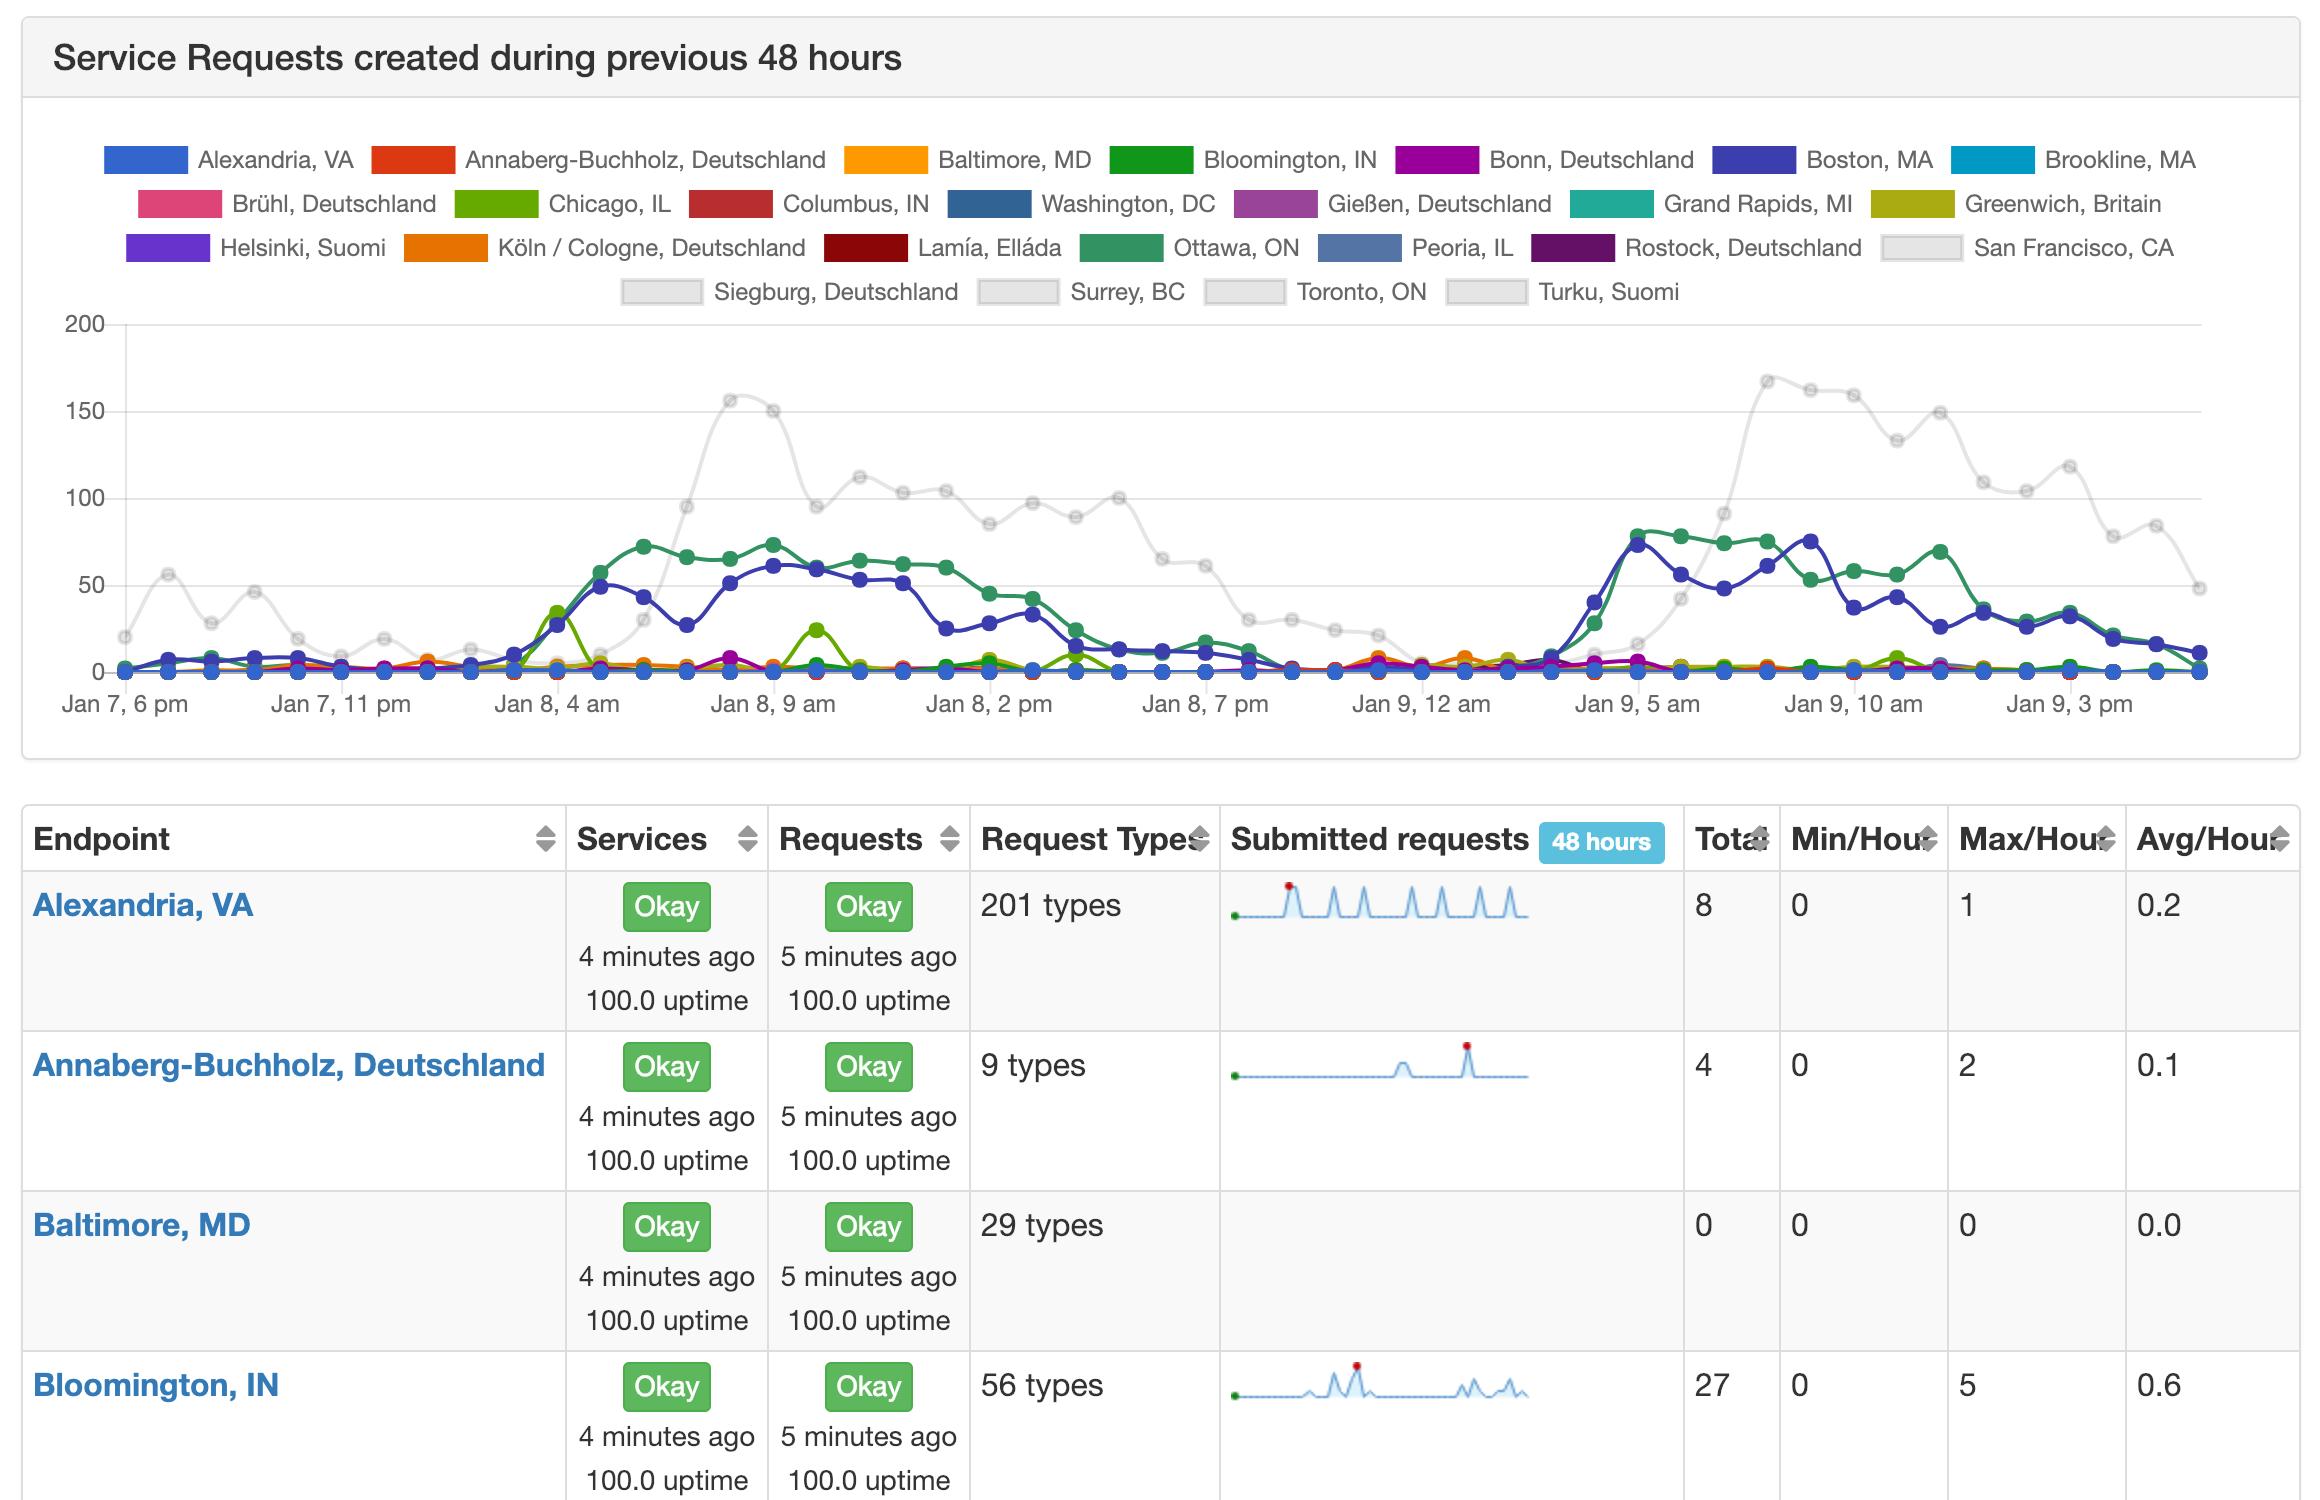 Service Requests created during previous 48 hours
Alexandria, VA Annaberg-Buchholz, Deutschland Baltimore, MD Bloomington, IN Bonn, Deutschland Boston, MA Brookline, MA
Brühl, Deutschland Chicago, IL Columbus, IN Washington, DC Gießen, Deutschland Grand Rapids, MI Greenwich, Britain
Helsinki, Suomi Köln / Cologne, Deutschland Lamía, Elláda Ottawa, ON Peoria, IL Rostock, Deutschland San Francisco, CA
Siegburg, Deutschland Surrey, BC Toronto, ON Turku, Suomi
200
150
100
50
0
Jan 7, 6 pm Jan 7, 11 pm Jan 8, 4 am Jan 8, 9 am Jan 8, 2 pm Jan 8, 7 pm Jan 9, 12 am Jan 9, 5 am Jan 9, 10 am Jan 9, 3 pm
Endpoint Services Requests Request Types Submitted requests 48 hours Total Min/Hour Max/Hour Avg/Hour
Alexandria, VA Okay Okay 201 types 8 0 1 0.2
4 minutes ago 5 minutes ago
100.0 uptime 100.0 uptime
Annaberg-Buchholz, Deutschland Okay Okay 9 types 4 0 2 0.1
4 minutes ago 5 minutes ago
100.0 uptime 100.0 uptime
Baltimore, MD Okay Okay 29 types 0 0 0 0.0
4 minutes ago 5 minutes ago
100.0 uptime 100.0 uptime
Bloomington, IN Okay Okay 56 types 27 0 5 0.6
4 minutes ago 5 minutes ago
100.0 uptime 100.0 uptime